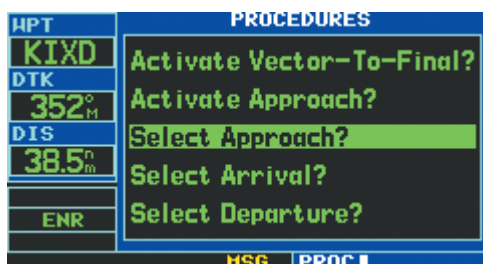 WPT
KIXD
DTK
352°M
DIS
38.5nm
ENR
PROCEDURES
Activate Vector-To-Final?
Activate Approach?
Select Approach?
Select Arrival?
Select Departure?
MSG PROC